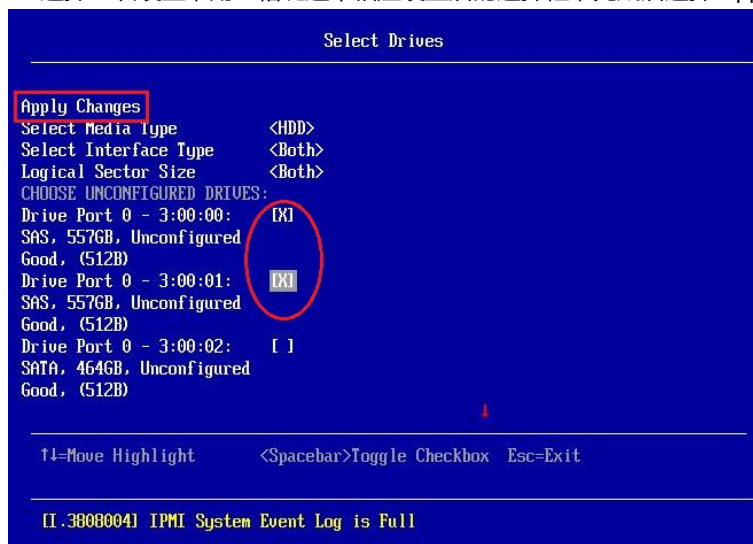 Select Drives
Apply Changes
Select Media Type <HDD>
Select Interface Type <Both>
Logical Sector Size <Both>
CHOOSE UNCONFIGURED DRIVES:
Drive Port 0 - 3:00:00: [X]
SAS, 557GB, Unconfigured
Good, (512B)
Drive Port 0 - 3:00:01: [X]
SAS, 557GB, Unconfigured
Good, (512B)
Drive Port 0 - 3:00:02: [ ]
SATA, 464GB, Unconfigured
Good, (512B)
↓
↑↓=Move Highlight <Spacebar>Toggle Checkbox Esc=Exit
[I.3808004] IPMI System Event Log is Full